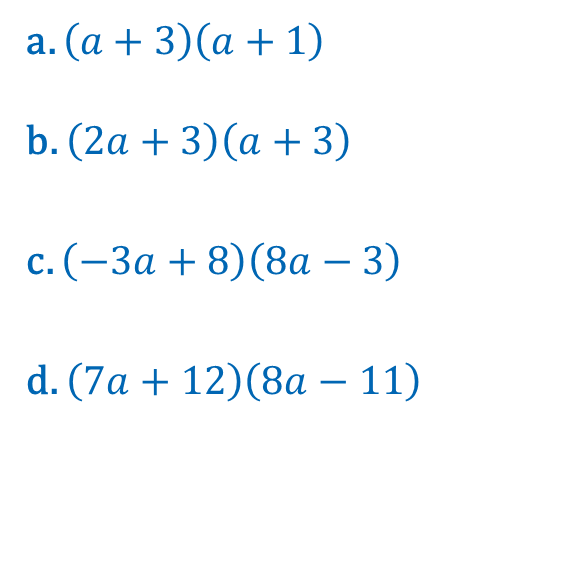 a. (a + 3)(a + 1)
b. (2a + 3)(a + 3)
c. (−3a + 8)(8a − 3)
d. (7a + 12)(8a − 11)